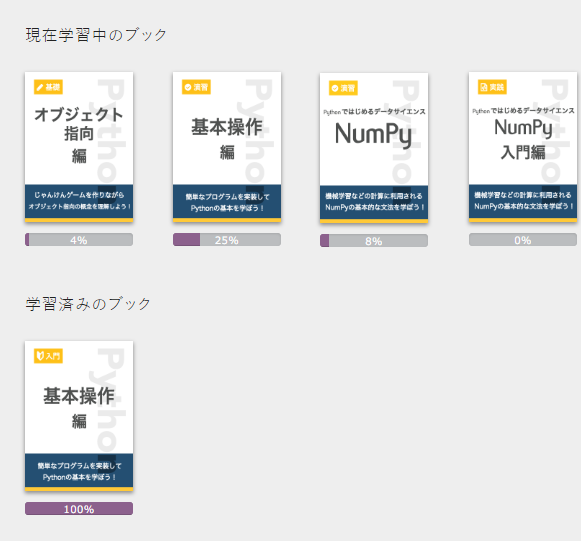 現在学習中のブック
基礎
Python
オブジェクト
指向
編
じゃんけんゲームを作りながら
オブジェクト指向の概念を理解しよう！
4%
演習
Python
基本操作
編
簡単なプログラムを実装して
Pythonの基本を学ぼう！
25%
演習
Python
Pythonではじめるデータサイエンス
NumPy
機械学習などの計算に利用される
NumPyの基本的な文法を学ぼう！
8%
実践
Python
Pythonではじめるデータサイエンス
NumPy
入門編
機械学習などの計算に利用される
NumPyの基本的な文法を学ぼう！
0%
学習済みのブック
入門
Python
基本操作
編
簡単なプログラムを実装して
Pythonの基本を学ぼう！
100%